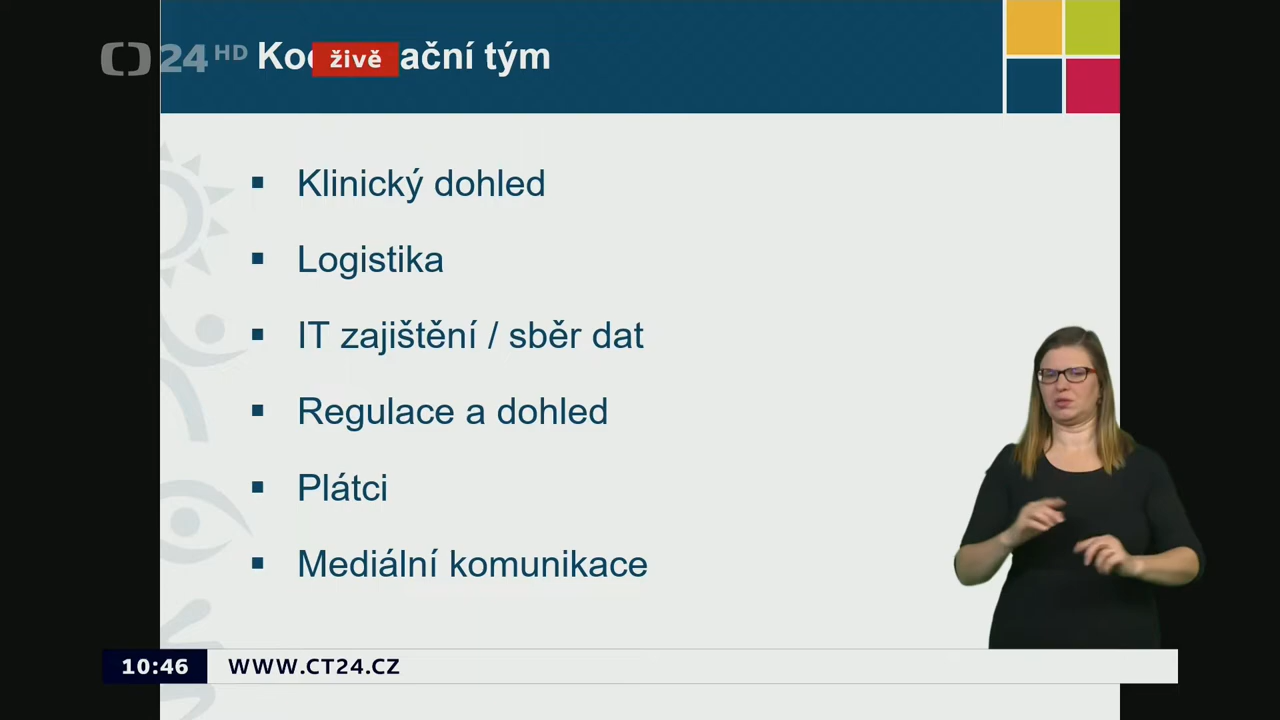 24 HD
živě
ační tým
Klinický dohled
Logistika
IT zajištění / sběr dat
Regulace a dohled
Plátci
Mediální komunikace
10:46 WWW.CT24.CZ